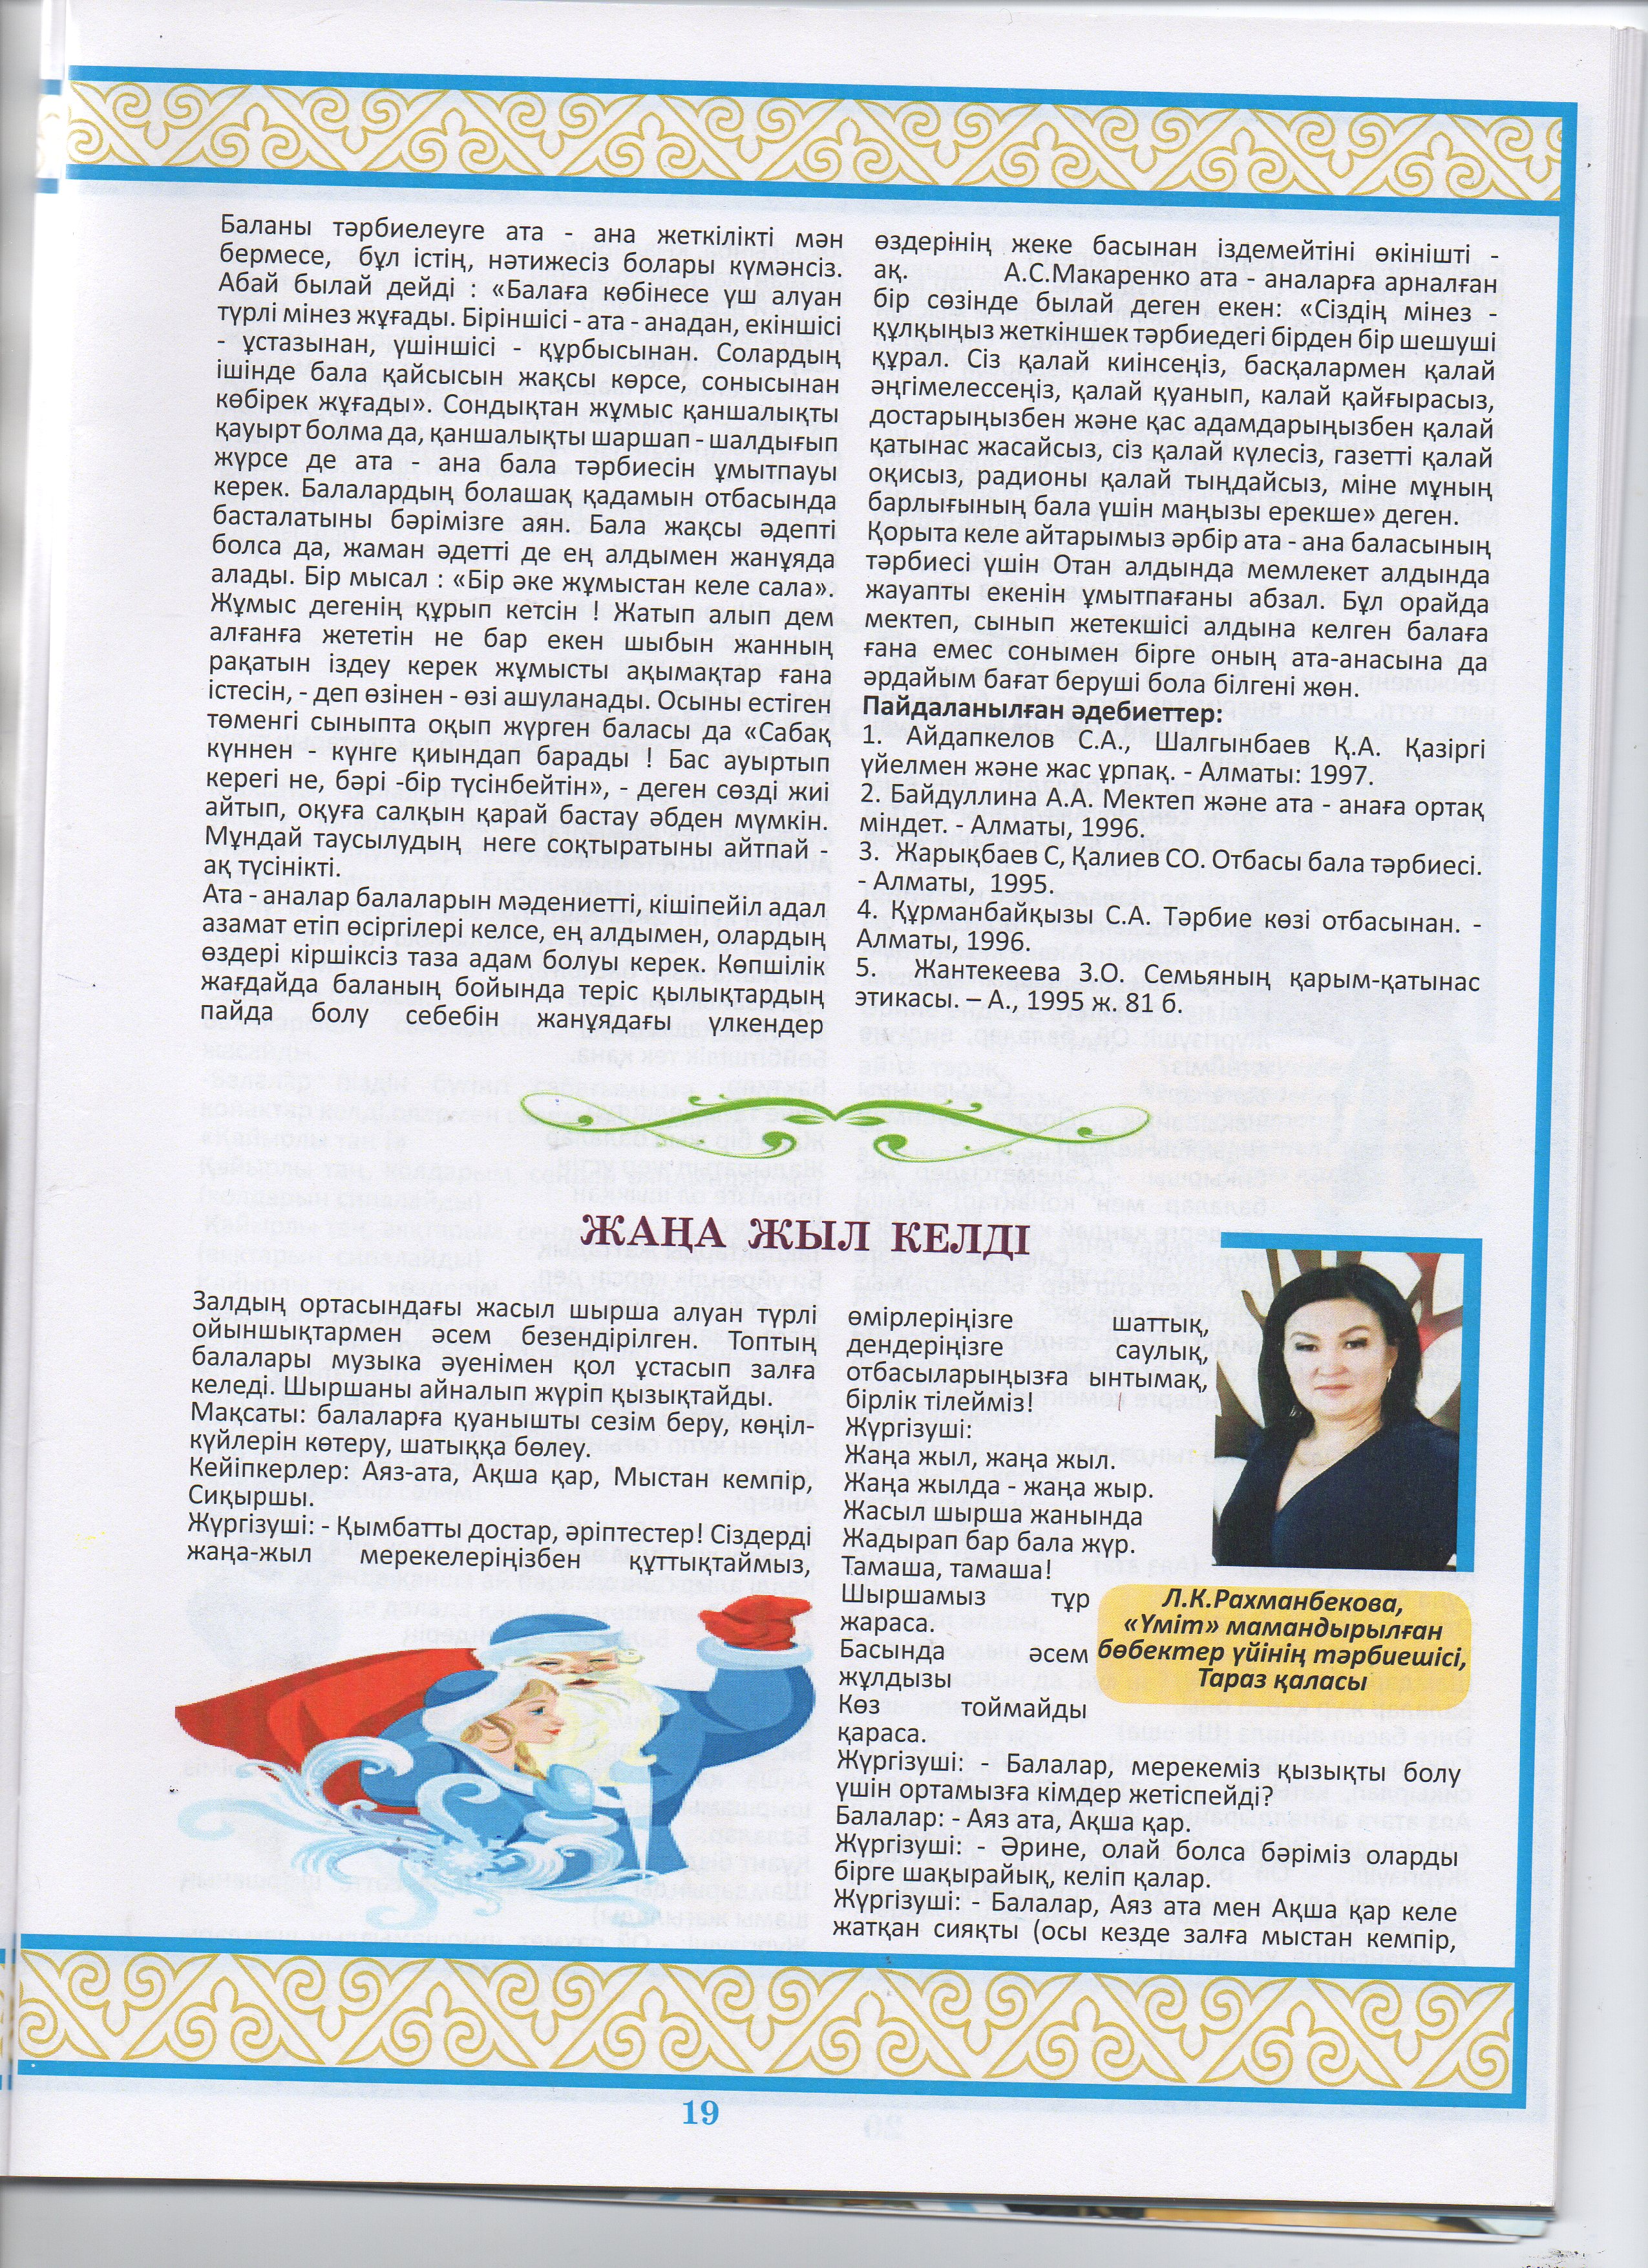 Баланы тәрбиелеуге ата - ана жеткілікті мән
бермесе, бұл істің, нәтижесіз болары күмәнсіз.
Абай былай дейді : «Балаға көбінесе үш алуан
түрлі мінез жұғады. Біріншісі - ата - анадан, екіншісі
- ұстазынан, үшіншісі - құрбысынан. Солардың
ішінде бала қайсысын жақсы көрсе, сонысынан
көбірек жұғады». Сондықтан жұмыс қаншалықты
қауырт болма да, қаншалықты шаршап - шалдығып
жүрсе де ата - ана бала тәрбиесін ұмытпауы
керек. Балалардың болашақ қадамын отбасында
басталатыны бәрімізге аян. Бала жақсы әдепті
болса да, жаман әдетті де ең алдымен жанұяда
алады. Бір мысал : «Бір әке жұмыстан келе сала».
Жұмыс дегенің құрып кетсін ! Жатып алып дем
алғанға жететін не бар екен шыбын жанның
рақатын іздеу керек жұмысты ақымақтар ғана
істесін, - деп өзінен - өзі ашуланады. Осыны естіген
төменгі сыныпта оқып жүрген баласы да «Сабақ
күннен - күнге қиындап барады ! Бас ауыртып
керегі не, бәрі -бір түсінбейтін», - деген сөзді жиі
айтып, оқуға салқын қарай бастау әбден мүмкін.
Мұндай таусылудың неге соқтыратыны айтпай -
ақ түсінікті.
Ата - аналар балаларын мәдениетті, кішіпейіл адал
азамат етіп өсіргілері келсе, ең алдымен, олардың
өздері кіршіксіз таза адам болуы керек. Көпшілік
жағдайда баланың бойында теріс қылықтардың
пайда болу себебін жанұядағы үлкендер
өздерінің жеке басынан іздемейтіні өкінішті -
ақ. А.С.Макаренко ата - аналарға арналған
бір сөзінде былай деген екен: «Сіздің мінез -
құлқыңыз жеткіншек тәрбиедегі бірден бір шешуші
құрал. Сіз қалай киінсеңіз, басқалармен қалай
әңгімелессеңіз, қалай қуанып, калай қайғырасыз,
достарыңызбен және қас адамдарыңызбен қалай
қатынас жасайсыз, сіз қалай күлесіз, газетті қалай
оқисыз, радионы қалай тыңдайсыз, міне мұның
барлығының бала үшін маңызы ерекше» деген.
Қорыта келе айтарымыз әрбір ата - ана баласының
тәрбиесі үшін Отан алдында мемлекет алдында
жауапты екенін ұмытпағаны абзал. Бұл орайда
мектеп, сынып жетекшісі алдына келген балаға
ғана емес сонымен бірге оның ата-анасына да
әрдайым бағат беруші бола білгені жөн.
Пайдаланылған әдебиеттер:
1. Айдапкелов С.А., Шалгынбаев Қ.А. Қазіргі
үйелмен және жас ұрпақ. - Алматы: 1997.
2. Байдуллина А.А. Мектеп және ата - анаға ортақ
міндет. - Алматы, 1996.
3. Жарықбаев С, Қалиев СО. Отбасы бала тәрбиесі.
- Алматы, 1995.
4. Құрманбайқызы С.А. Тәрбие көзі отбасынан. -
Алматы, 1996.
5. Жантекеева З.О. Семьяның қарым-қатынас
этикасы. – А., 1995 ж. 81 б.
ЖАҢА ЖЫЛ КЕЛДІ
Залдың ортасындағы жасыл шырша алуан түрлі
ойыншықтармен әсем безендірілген. Топтың
балалары музыка әуенімен қол ұстасып залға
келеді. Шыршаны айналып жүріп қызықтайды.
Мақсаты: балаларға қуанышты сезім беру, көңіл-
күйлерін көтеру, шатыққа бөлеу.
Кейіпкерлер: Аяз-ата, Ақша қар, Мыстан кемпір,
Сиқыршы.
Жүргізуші: - Қымбатты достар, әріптестер! Сіздерді
жаңа-жыл мерекелеріңізбен құттықтаймыз,
өмірлеріңізге шаттық,
дендеріңізге саулық,
отбасыларыңызға ынтымақ,
бірлік тілейміз!
Жүргізуші:
Жаңа жыл, жаңа жыл.
Жаңа жылда - жаңа жыр.
Жасыл шырша жанында
Жадырап бар бала жүр.
Тамаша, тамаша!
Шыршамыз тұр
жараса.
Басында әсем
жұлдызы
Көз тоймайды
қараса.
Жүргізуші: - Балалар, мерекеміз қызықты болу
үшін ортамызға кімдер жетіспейді?
Балалар: - Аяз ата, Ақша қар.
Жүргізуші: - Әрине, олай болса бәріміз оларды
бірге шақырайық, келіп қалар.
Жүргізуші: - Балалар, Аяз ата мен Ақша қар келе
жатқан сияқты (осы кезде залға мыстан кемпір,
Л.К.Рахманбекова,
«Үміт» мамандырылған
бөбектер үйінің тәрбиешісі,
Тараз қаласы
19